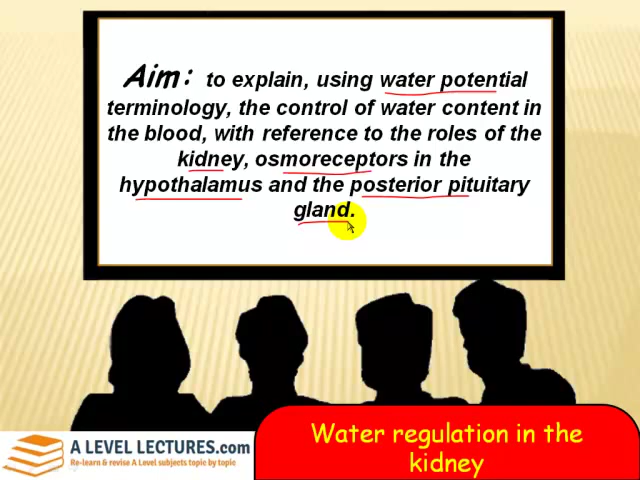 Aim: to explain, using water potential
terminology, the control of water content in
the blood, with reference to the roles of the
kidney, osmoreceptors in the
hypothalamus and the posterior pituitary
gland.
A LEVEL LECTURES.com
Re-learn & revise A Level subjects topic by topic
Water regulation in the
kidney